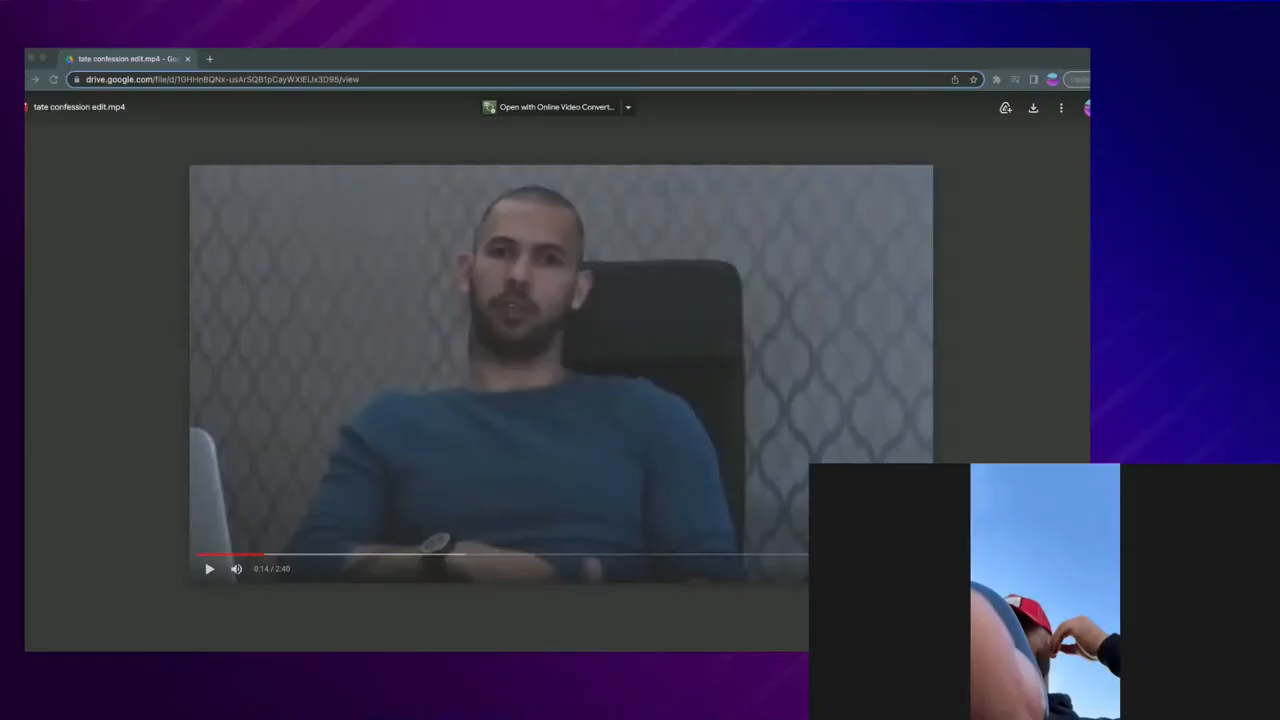 tate confession edit.mp4 - Goo
drive.google.com/file/d/1GHHnBQNx-usArSQB1pCayWXIEiJx3D95/view
tate confession edit.mp4
Open with Online Video Convert...
0:14 / 2:40